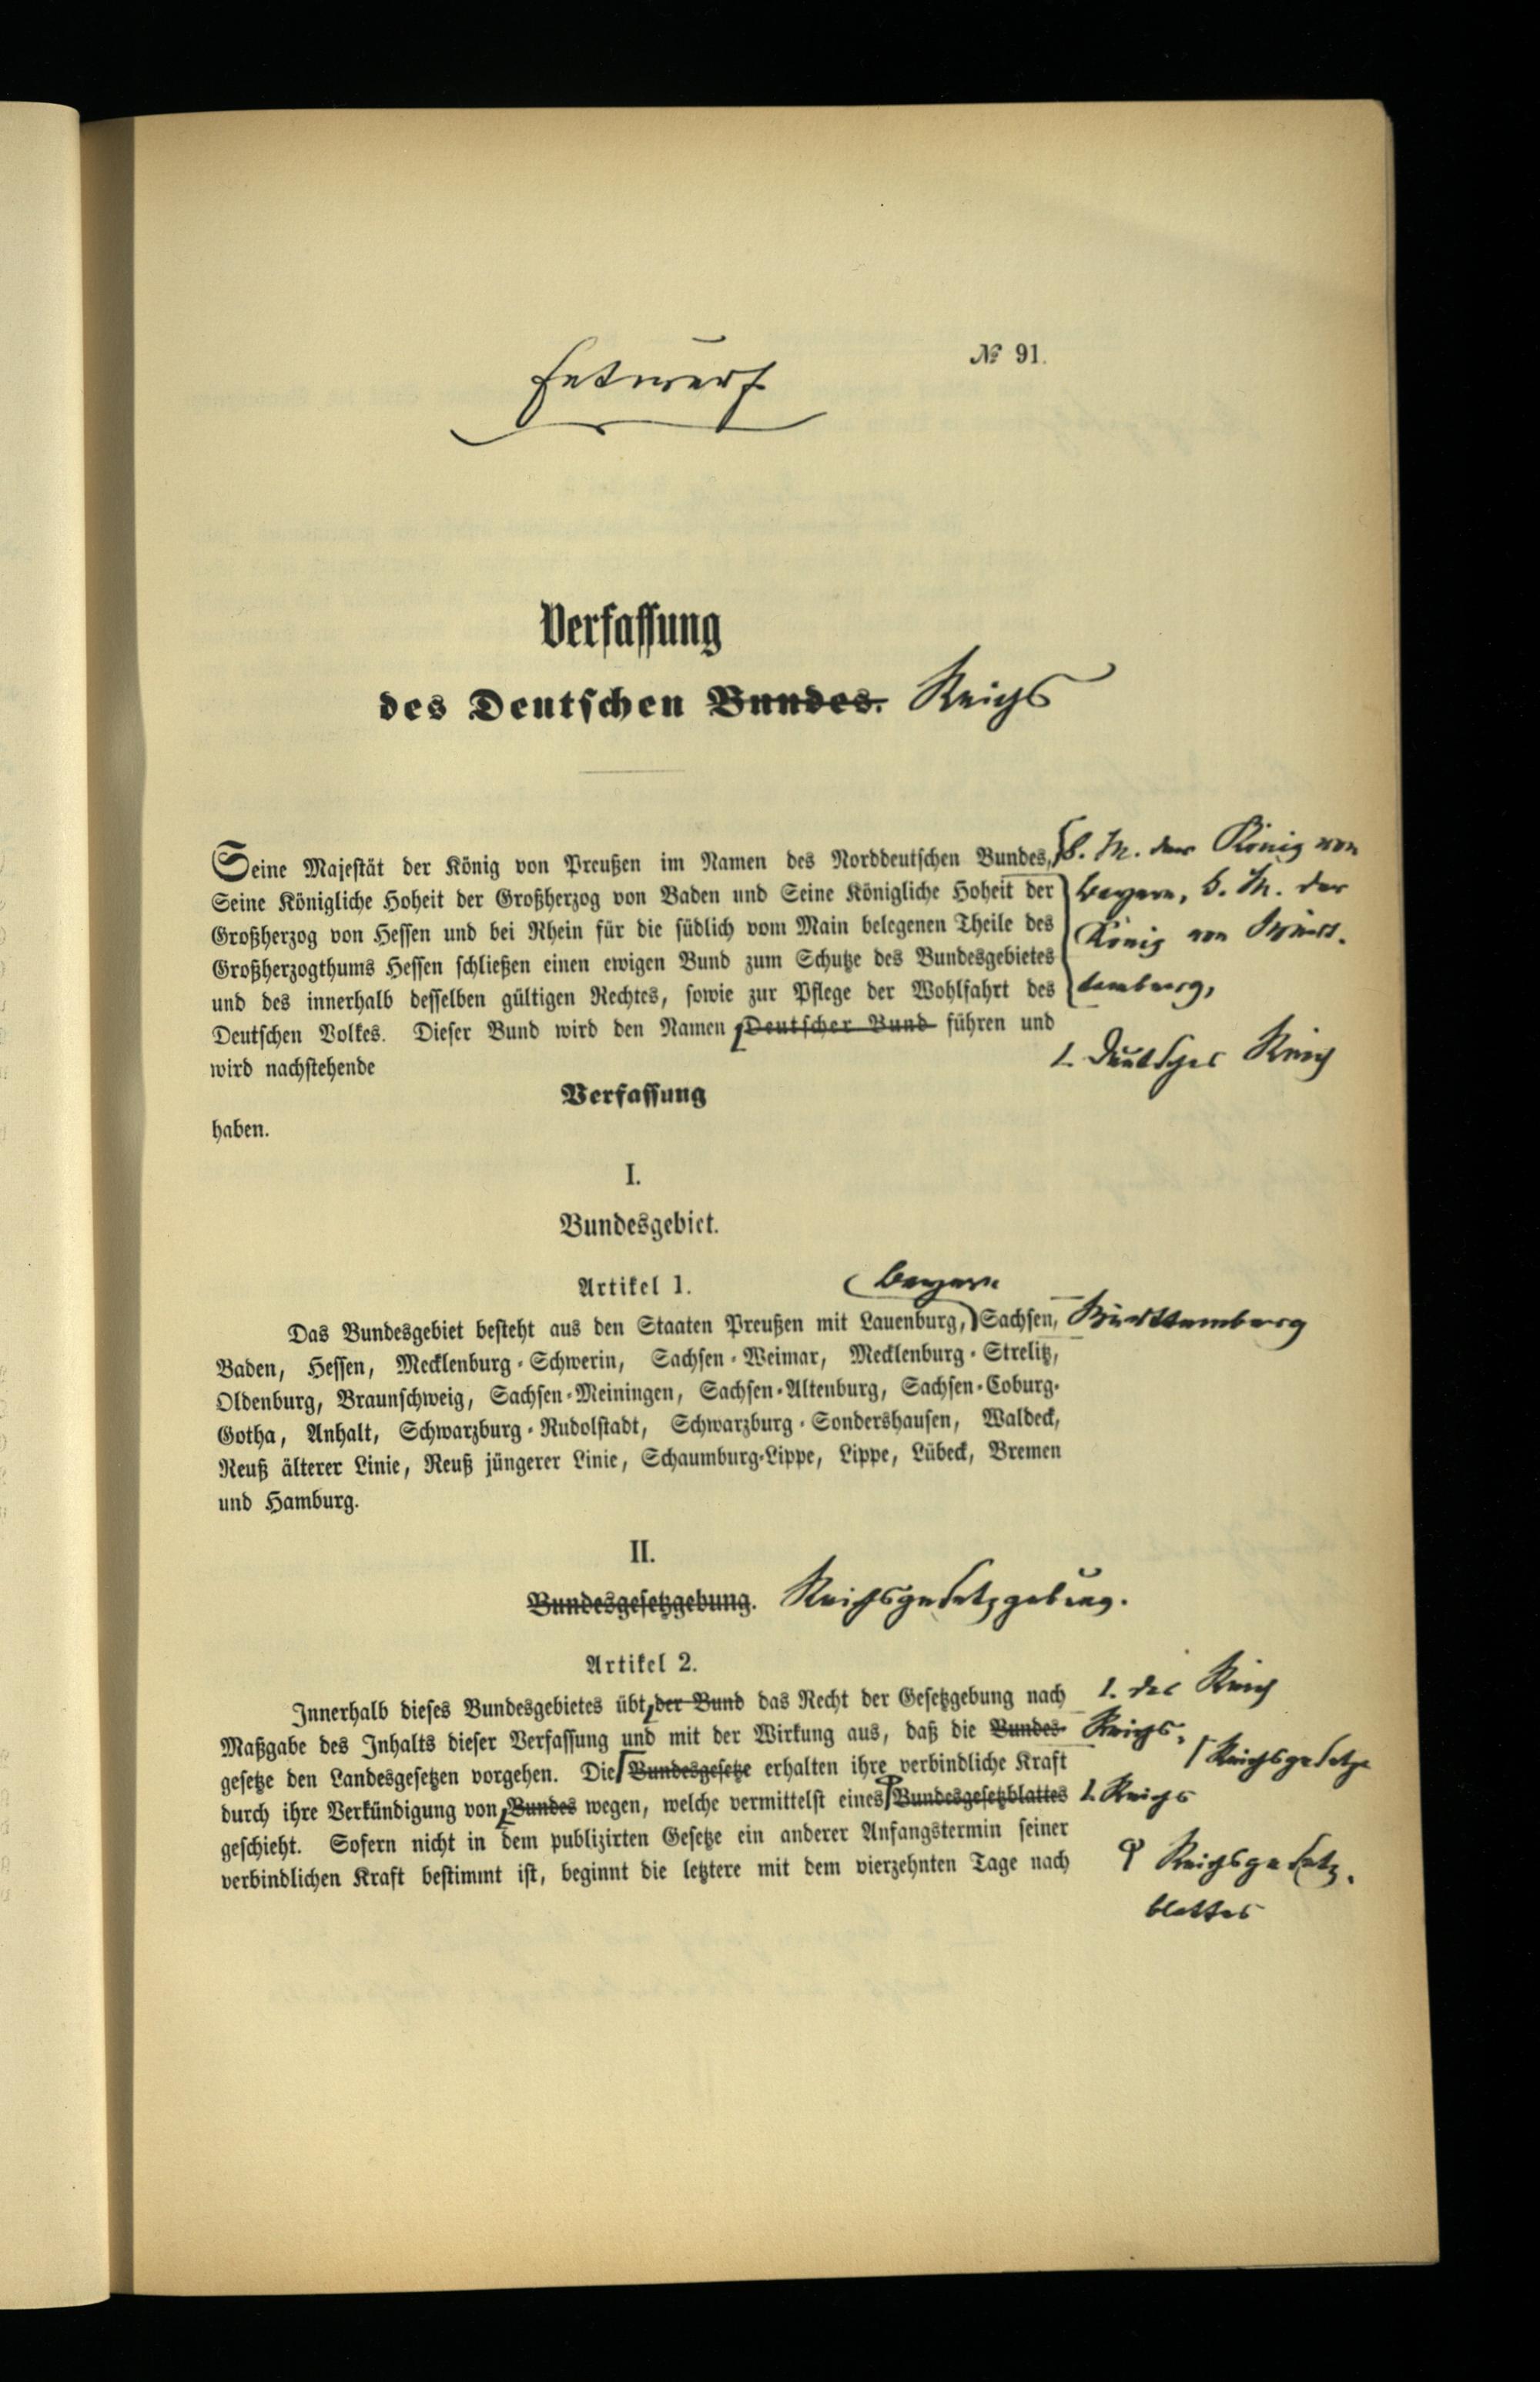 № 91.
Entwurf
Verfassung
des Deutschen Bundes. Reichs
Seine Majestät der König von Preußen im Namen des Norddeutschen Bundes, S. M. der König von
Seine Königliche Hoheit der Großherzog von Baden und Seine Königliche Hoheit der Bayern, S. M. der
Großherzog von Hessen und bei Rhein für die südlich vom Main belegenen Theile des König von Würt-
Großherzogthums Hessen schließen einen ewigen Bund zum Schutze des Bundesgebietes
und des innerhalb desselben gültigen Rechtes, sowie zur Pflege der Wohlfahrt des temberg,
Deutschen Volkes. Dieser Bund wird den Namen Deutscher Bund führen und
wird nachstehende Deutsches Reich
Verfassung
haben.
I.
Bundesgebiet.
Artikel 1. Bayern
Das Bundesgebiet besteht aus den Staaten Preußen mit Lauenburg, Sachsen, Württemberg
Baden, Hessen, Mecklenburg-Schwerin, Sachsen-Weimar, Mecklenburg-Strelitz,
Oldenburg, Braunschweig, Sachsen-Meiningen, Sachsen-Altenburg, Sachsen-Coburg-
Gotha, Anhalt, Schwarzburg-Rudolstadt, Schwarzburg-Sondershausen, Waldeck,
Reuß älterer Linie, Reuß jüngerer Linie, Schaumburg-Lippe, Lippe, Lübeck, Bremen
und Hamburg.
II.
Bundesgesetzgebung. Reichsgesetzgebung.
Artikel 2.
Innerhalb dieses Bundesgebietes übt der Bund das Recht der Gesetzgebung nach das Reich
Maßgabe des Inhalts dieser Verfassung und mit der Wirkung aus, daß die Bundes- Reichs-
gesetze den Landesgesetzen vorgehen. Die Bundesgesetze erhalten ihre verbindliche Kraft Reichsgesetze
durch ihre Verkündigung von Bundes wegen, welche vermittelst eines Bundesgesetzblattes Reichs
geschieht. Sofern nicht in dem publizirten Gesetze ein anderer Anfangstermin seiner
verbindlichen Kraft bestimmt ist, beginnt die letztere mit dem vierzehnten Tage nach Reichsgesetz-
blattes